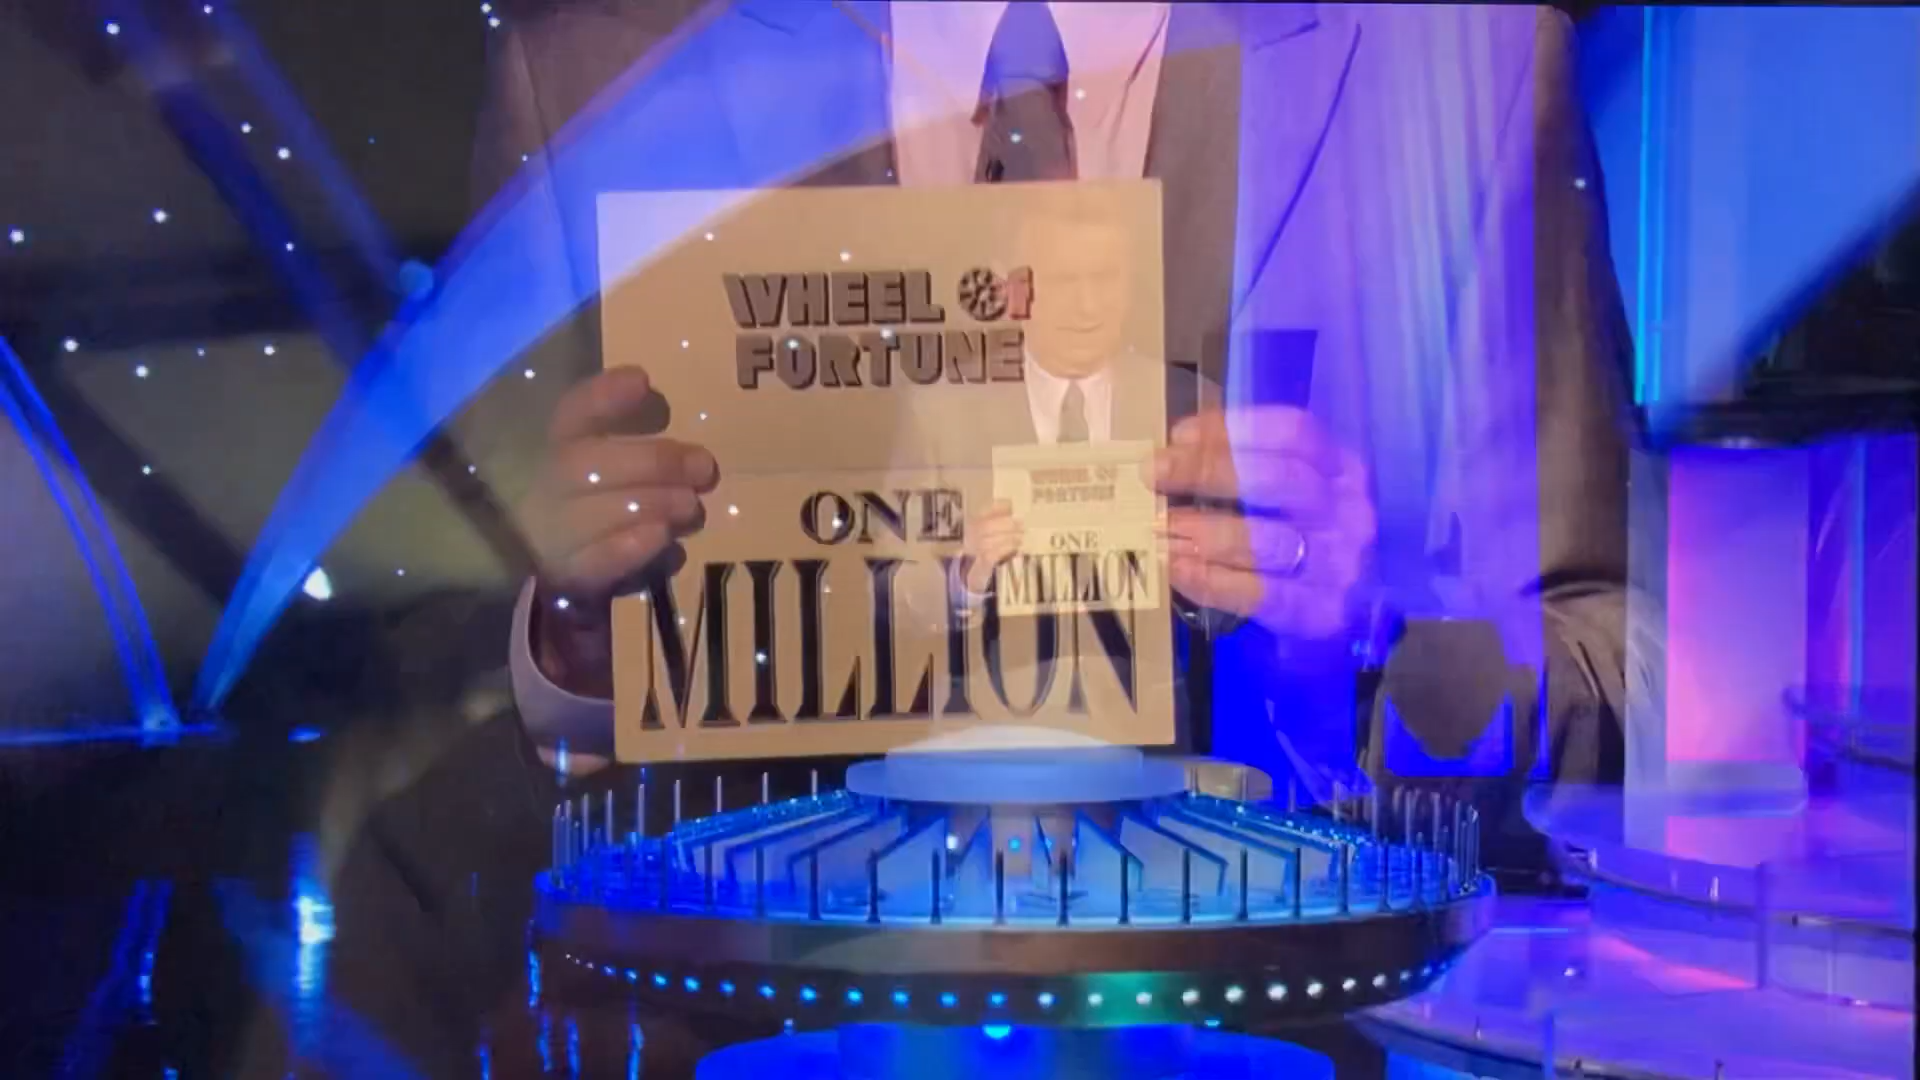 WHEEL OF
FORTUNE
ONE
MILLION
WHEEL OF
FORTUNE
ONE
MILLION